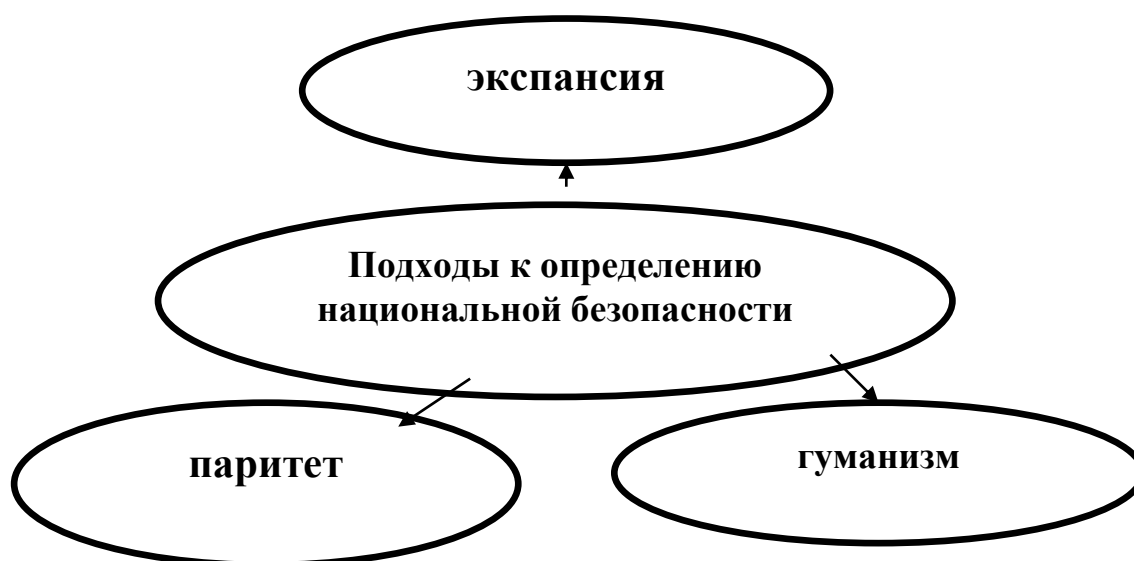 экспансия
Подходы к определению
национальной безопасности
паритет
гуманизм